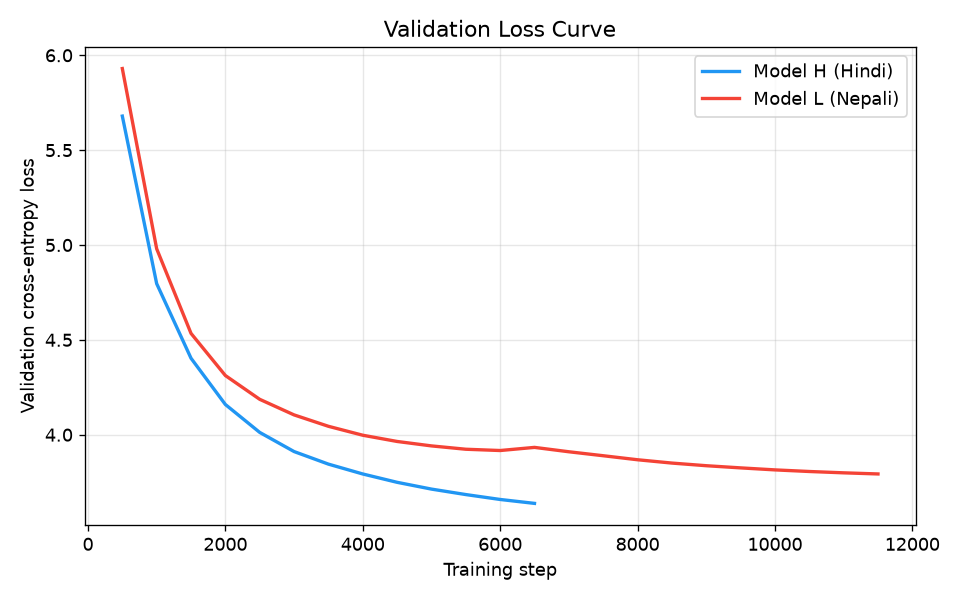 Validation Loss Curve
Model H (Hindi)
Model L (Nepali)
Validation cross-entropy loss
6.0
5.5
5.0
4.5
4.0
0 2000 4000 6000 8000 10000 12000
Training step